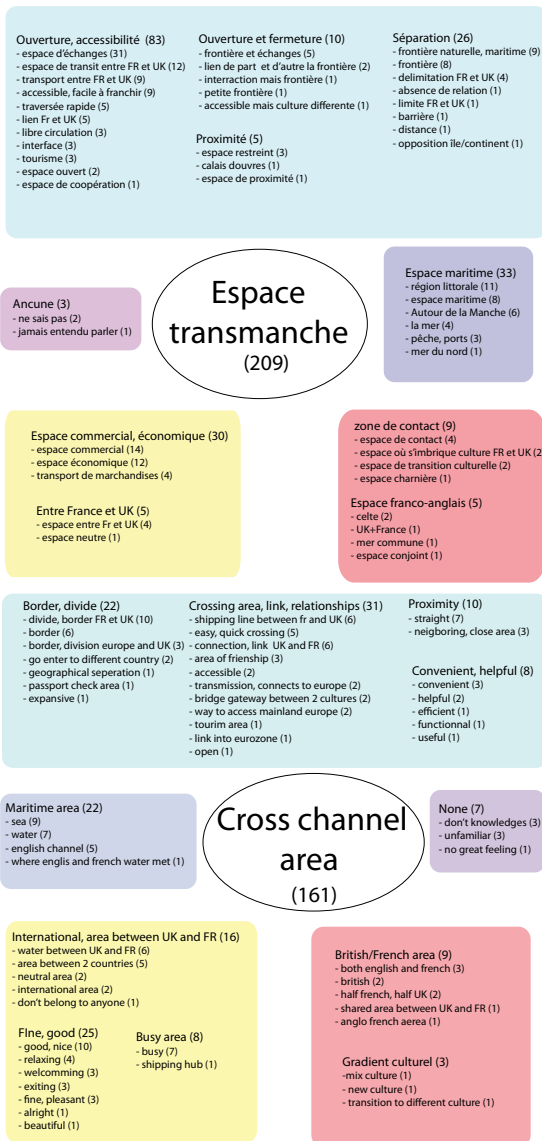 Ouverture, accessibilité (83)
- espace d'échanges (31)
- espace de transit entre FR et UK (12)
- transport entre FR et UK (9)
- accessible, facile à franchir (9)
- traversée rapide (5)
- lien Fr et UK (5)
- libre circulation (3)
- interface (3)
- tourisme (3)
- espace ouvert (2)
- espace de coopération (1)
Ouverture et fermeture (10)
- frontière et échanges (5)
- lien de part et d'autre la frontière (2)
- interraction mais frontière (1)
- petite frontière (1)
- accessible mais culture differente (1)
Proximité (5)
- espace restreint (3)
- calais douvres (1)
- espace de proximité (1)
Séparation (26)
- frontière naturelle, maritime (9)
- frontière (8)
- delimitation FR et UK (4)
- absence de relation (1)
- limite FR et UK (1)
- barrière (1)
- distance (1)
- opposition île/continent (1)
Ancune (3)
- ne sais pas (2)
- jamais entendu parler (1)
Espace
transmanche
(209)
Espace maritime (33)
- région littorale (11)
- espace maritime (8)
- Autour de la Manche (6)
- la mer (4)
- pêche, ports (3)
- mer du nord (1)
Espace commercial, économique (30)
- espace commercial (14)
- espace économique (12)
- transport de marchandises (4)
Entre France et UK (5)
- espace entre Fr et UK (4)
- espace neutre (1)
zone de contact (9)
- espace de contact (4)
- espace où s'imbrique culture FR et UK (2
- espace de transition culturelle (2)
- espace charnière (1)
Espace franco-anglais (5)
- celte (2)
- UK+France (1)
- mer commune (1)
- espace conjoint (1)
Border, divide (22)
- divide, border FR et UK (10)
- border (6)
- border, division europe and UK (3)
- go enter to different country (2)
- geographical seperation (1)
- passport check area (1)
- expansive (1)
Crossing area, link, relationships (31)
- shipping line between fr and UK (6)
- easy, quick crossing (5)
- connection, link UK and FR (6)
- area of frienship (3)
- accessible (2)
- transmission, connects to europe (2)
- bridge gateway between 2 cultures (2)
- way to access mainland europe (2)
- tourim area (1)
- link into eurozone (1)
- open (1)
Proximity (10)
- straight (7)
- neigboring, close area (3)
Convenient, helpful (8)
- convenient (3)
- helpful (2)
- efficient (1)
- functionnal (1)
- useful (1)
Maritime area (22)
- sea (9)
- water (7)
- english channel (5)
- where englis and french water met (1)
Cross channel
area
(161)
None (7)
- don't knowledges (3)
- unfamiliar (3)
- no great feeling (1)
International, area between UK and FR (16)
- water between UK and FR (6)
- area between 2 countries (5)
- neutral area (2)
- international area (2)
- don't belong to anyone (1)
FIne, good (25)
- good, nice (10)
- relaxing (4)
- welcomming (3)
- exiting (3)
- fine, pleasant (3)
- alright (1)
- beautiful (1)
Busy area (8)
- busy (7)
- shipping hub (1)
British/French area (9)
- both english and french (3)
- british (2)
- half french, half UK (2)
- shared area between UK and FR (1)
- anglo french aerea (1)
Gradient culturel (3)
-mix culture (1)
- new culture (1)
- transition to different culture (1)